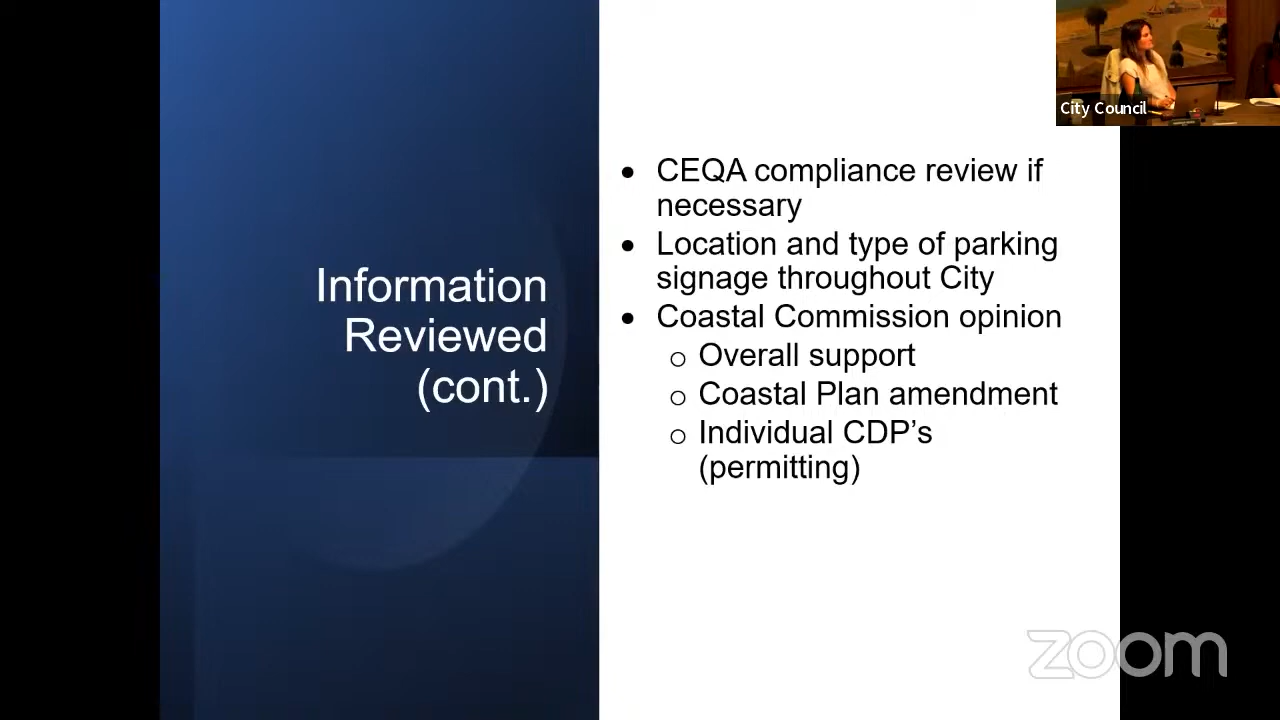 City Council
Information
Reviewed
(cont.)
• CEQA compliance review if
necessary
• Location and type of parking
signage throughout City
• Coastal Commission opinion
o Overall support
o Coastal Plan amendment
o Individual CDP’s
(permitting)
zoom